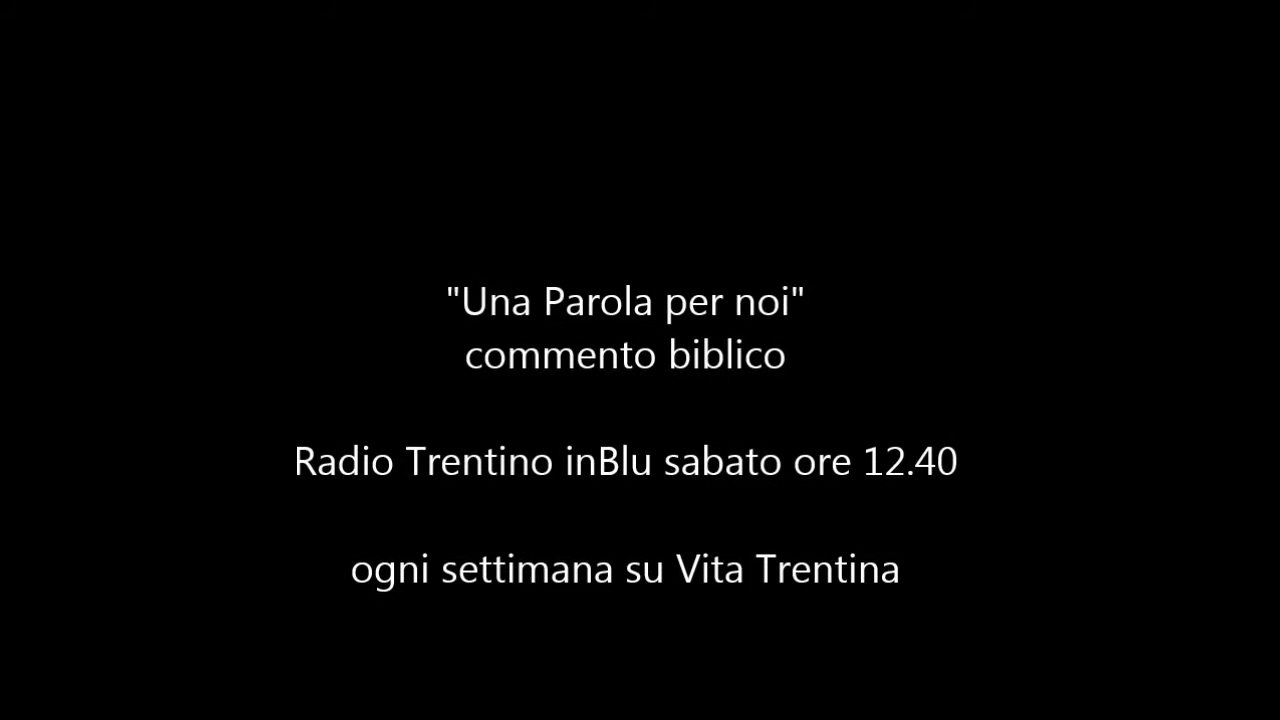 "Una Parola per noi"
commento biblico
Radio Trentino inBlu sabato ore 12.40
ogni settimana su Vita Trentina